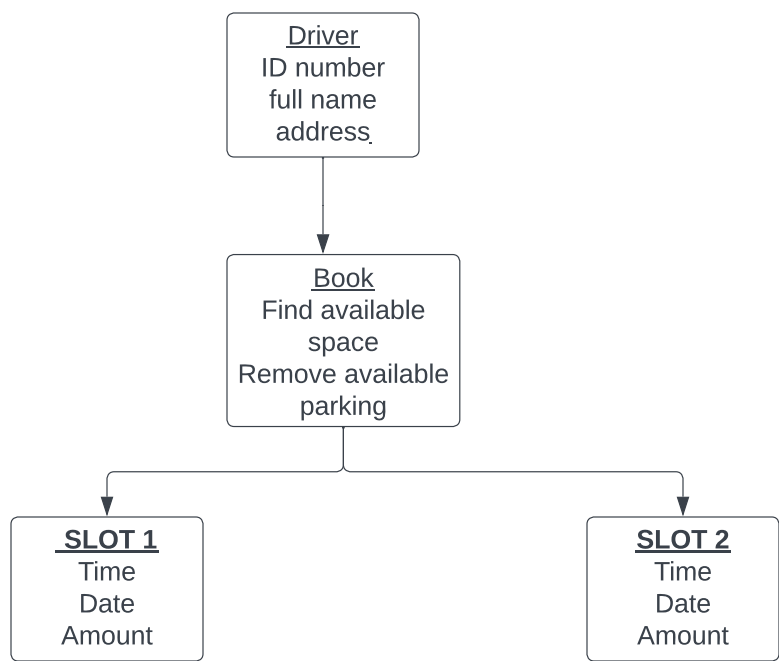 Driver
ID number
full name
address.
Book
Find available
space
Remove available
parking
SLOT 1
Time
Date
Amount
SLOT 2
Time
Date
Amount